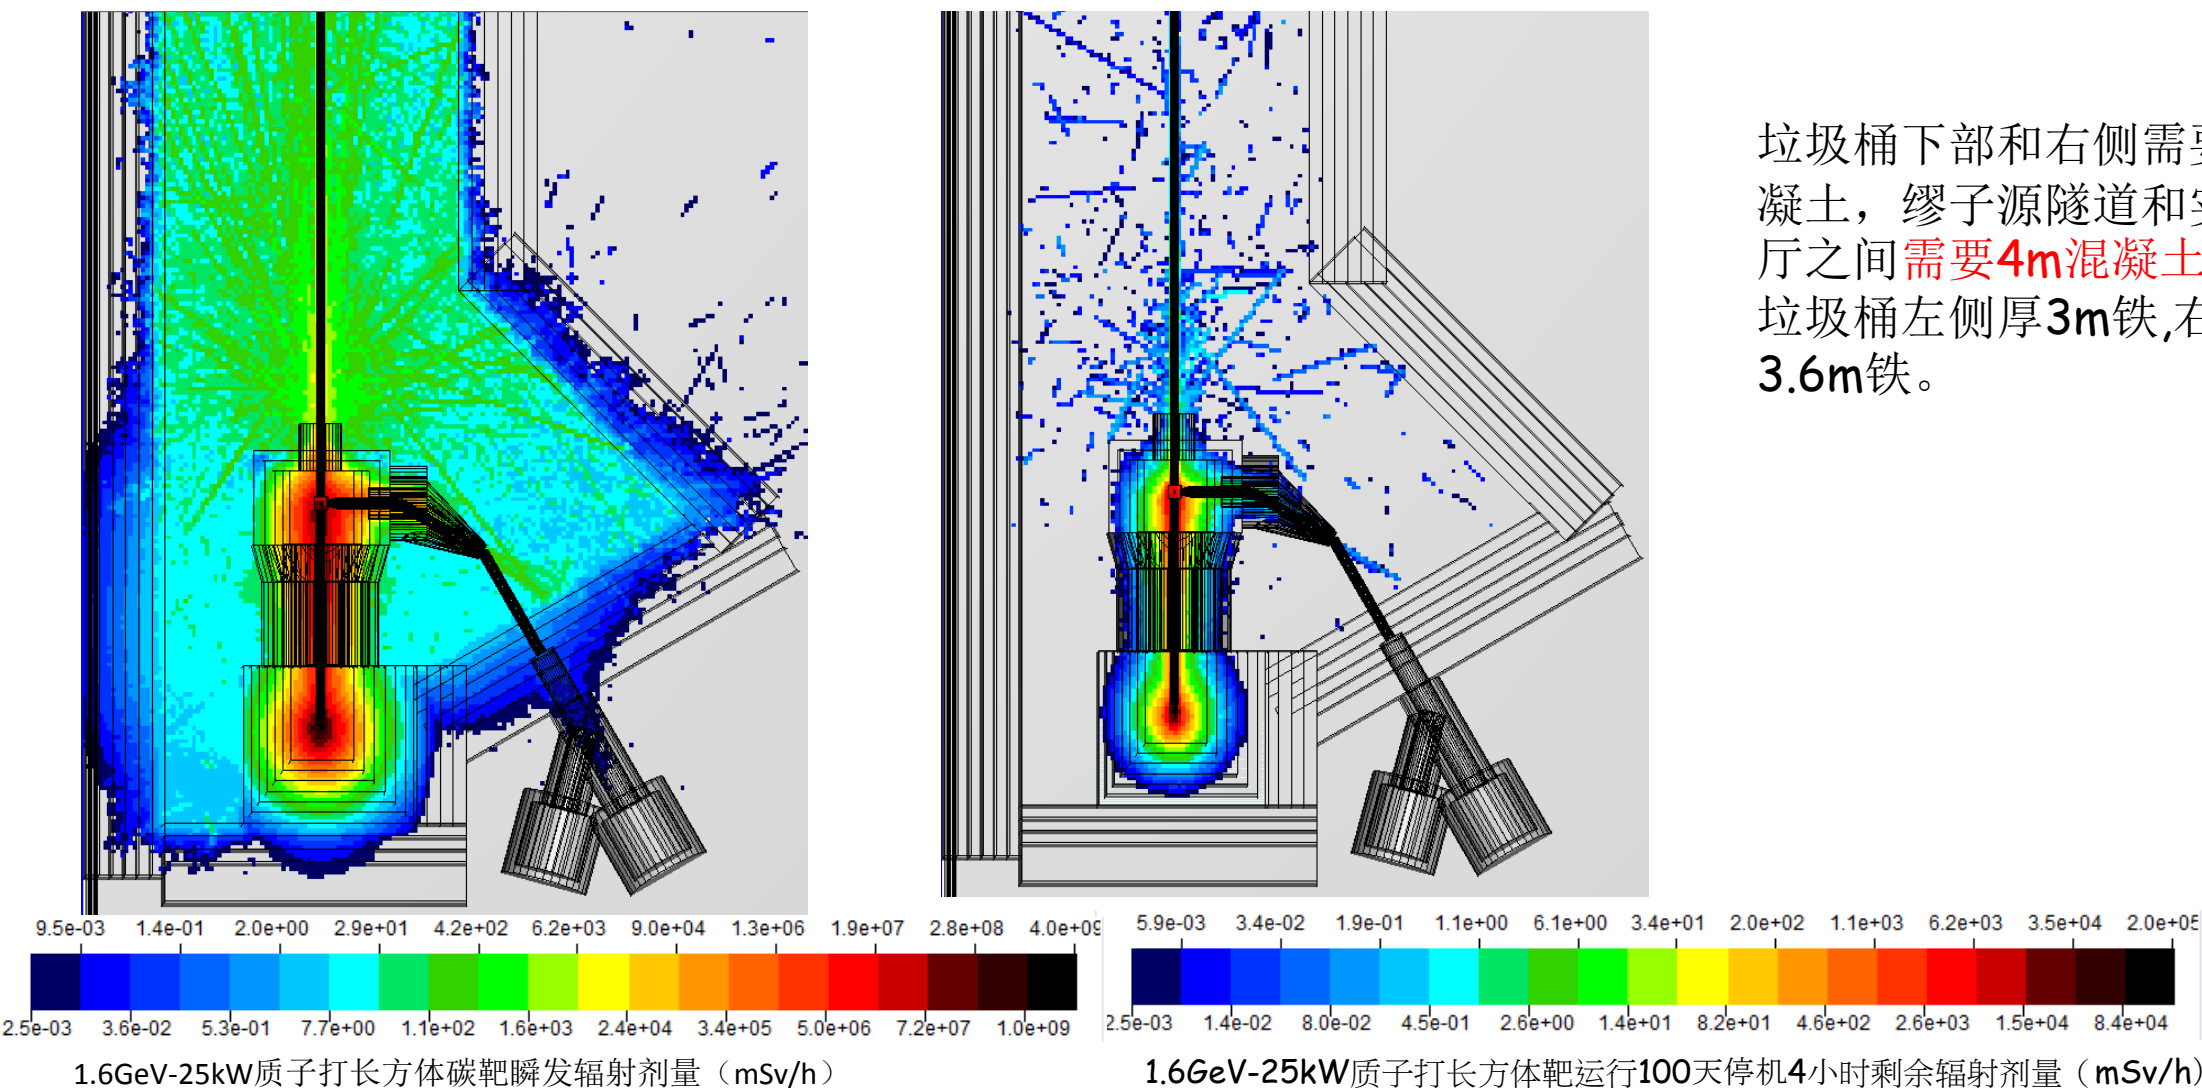 垃圾桶下部和右侧需
凝土，缪子源隧道和
厅之间需要4m混凝土
垃圾桶左侧厚3m铁,右
3.6m铁。
9.5e-03 1.4e-01 2.0e+00 2.9e+01 4.2e+02 6.2e+03 9.0e+04 1.3e+06 1.9e+07 2.8e+08 4.0e+09
2.5e-03 3.6e-02 5.3e-01 7.7e+00 1.1e+02 1.6e+03 2.4e+04 3.4e+05 5.0e+06 7.2e+07 1.0e+09
1.6GeV-25kW质子打长方体碳靶瞬发辐射剂量（mSv/h）
5.9e-03 3.4e-02 1.9e-01 1.1e+00 6.1e+00 3.4e+01 2.0e+02 1.1e+03 6.2e+03 3.5e+04 2.0e+05
2.5e-03 1.4e-02 8.0e-02 4.5e-01 2.6e+00 1.4e+01 8.2e+01 4.6e+02 2.6e+03 1.5e+04 8.4e+04
1.6GeV-25kW质子打长方体靶运行100天停机4小时剩余辐射剂量（mSv/h）